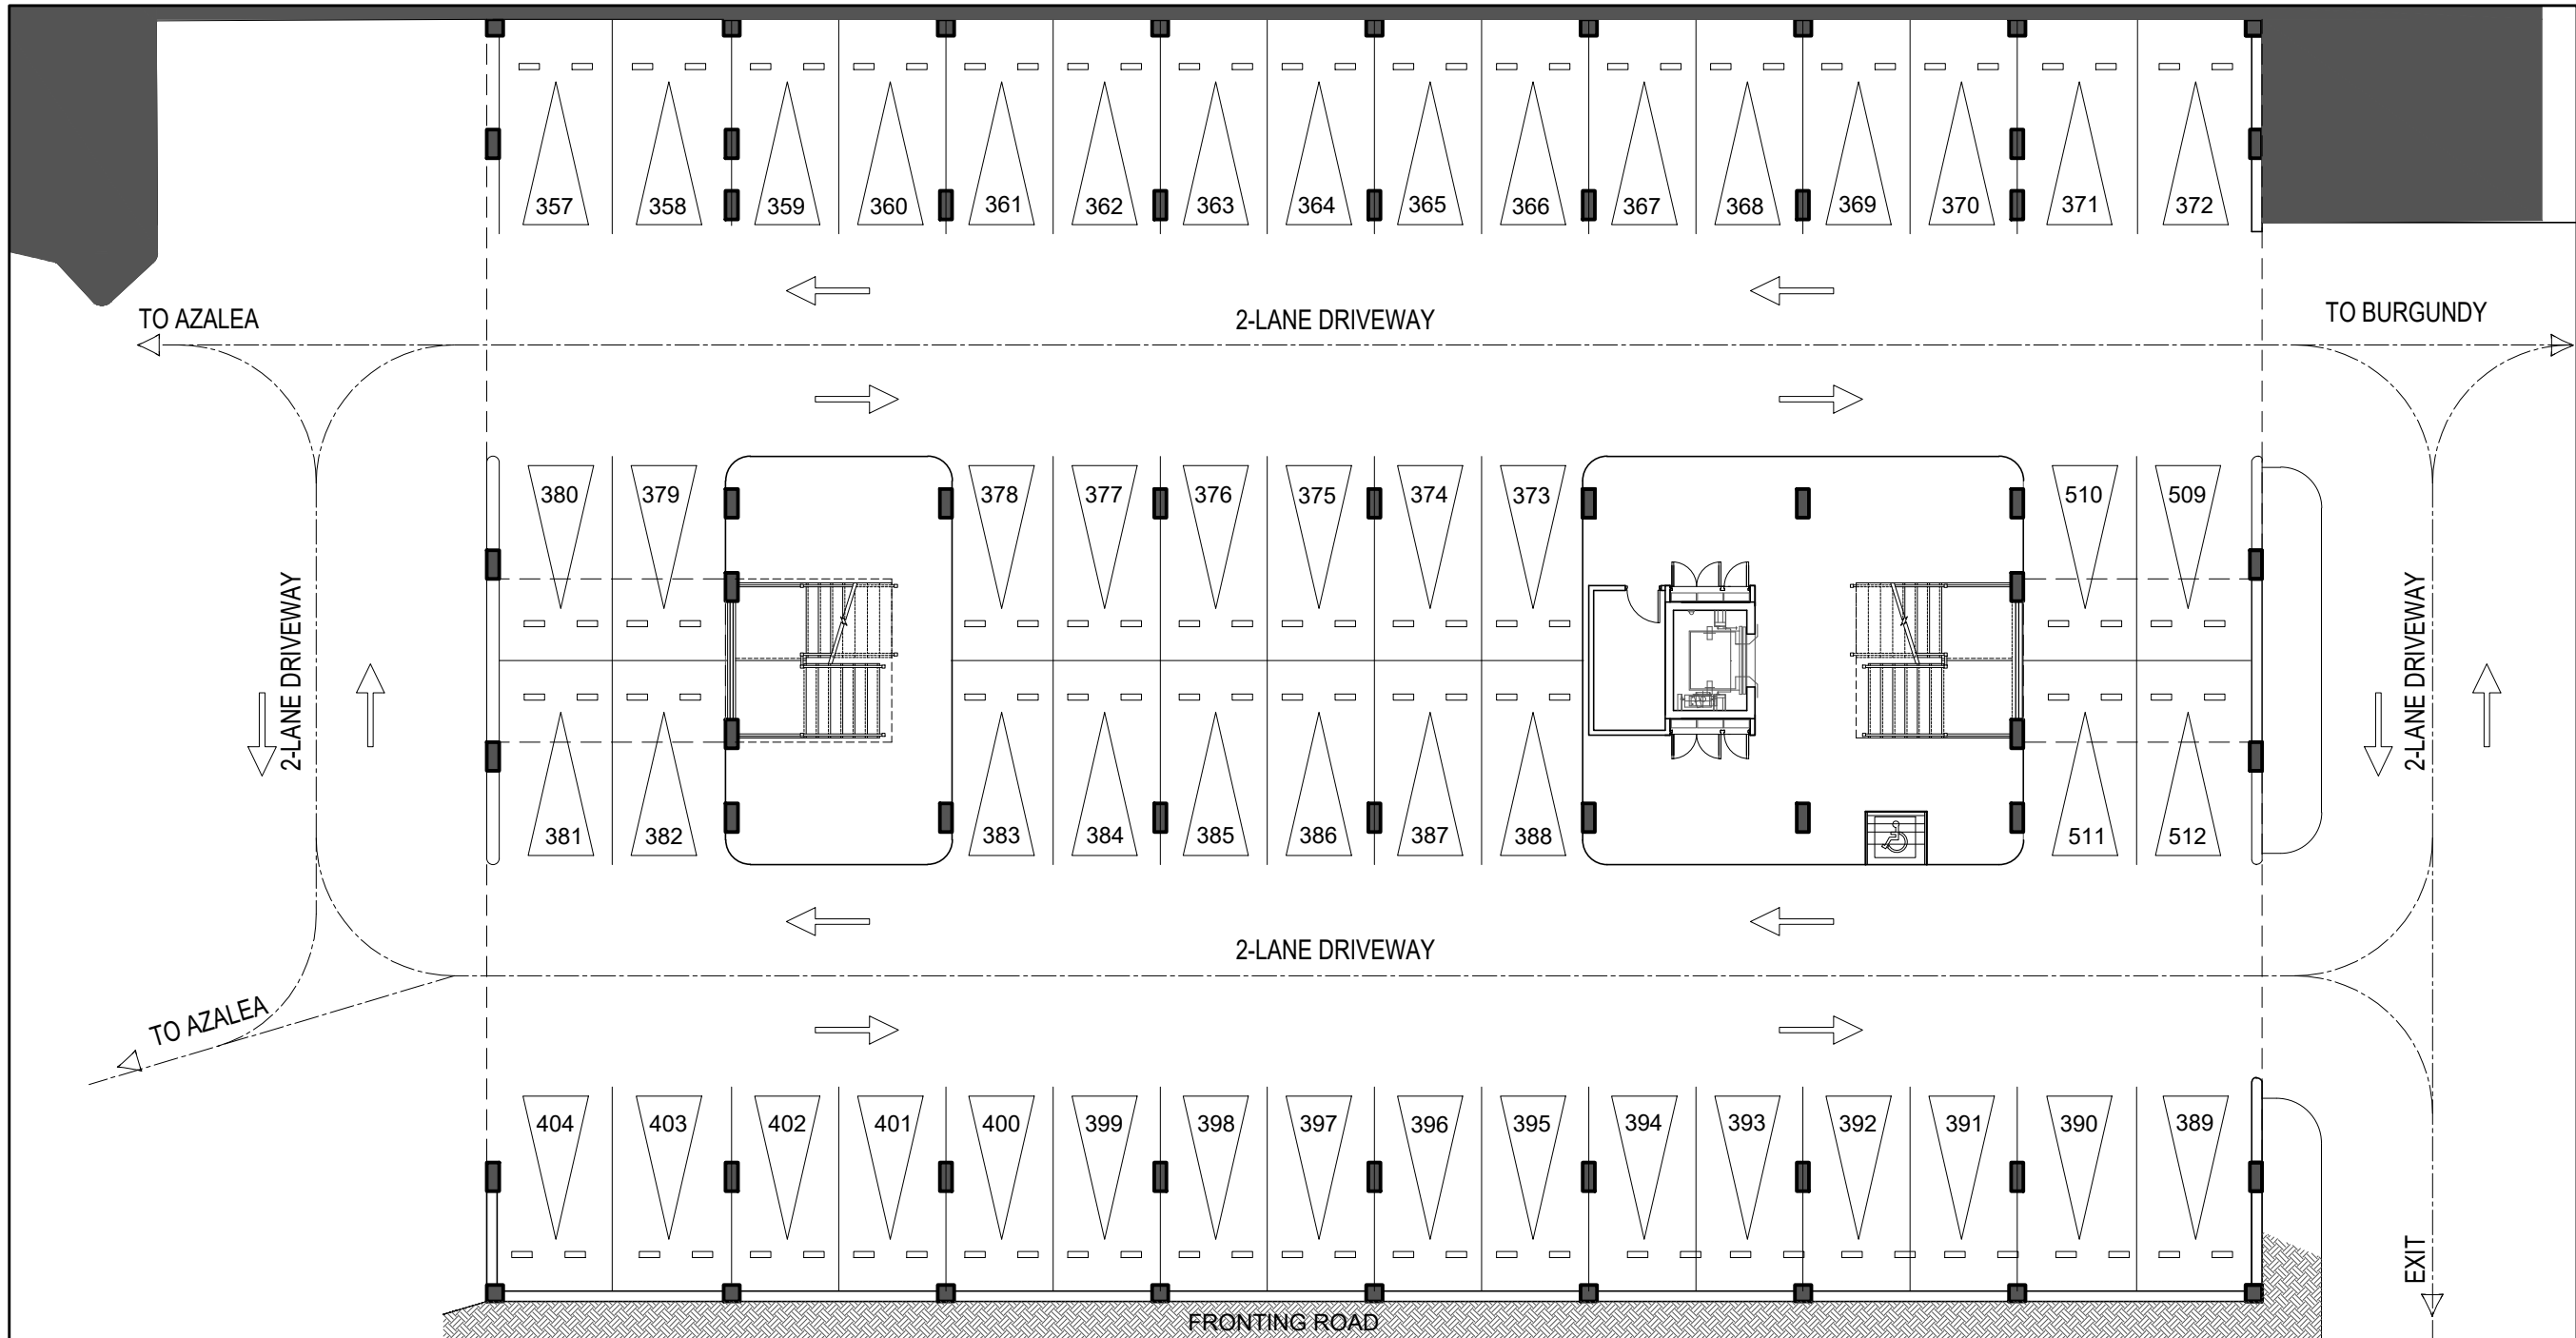 357 358 359 360 361 362 363 364 365 366 367 368 369 370 371 372
TO AZALEA
2-LANE DRIVEWAY
TO BURGUNDY
380 379 378 377 376 375 374 373 510 509
2-LANE DRIVEWAY
2-LANE DRIVEWAY
381 382 383 384 385 386 387 388 511 512
2-LANE DRIVEWAY
TO AZALEA
404 403 402 401 400 399 398 397 396 395 394 393 392 391 390 389
EXIT
FRONTING ROAD